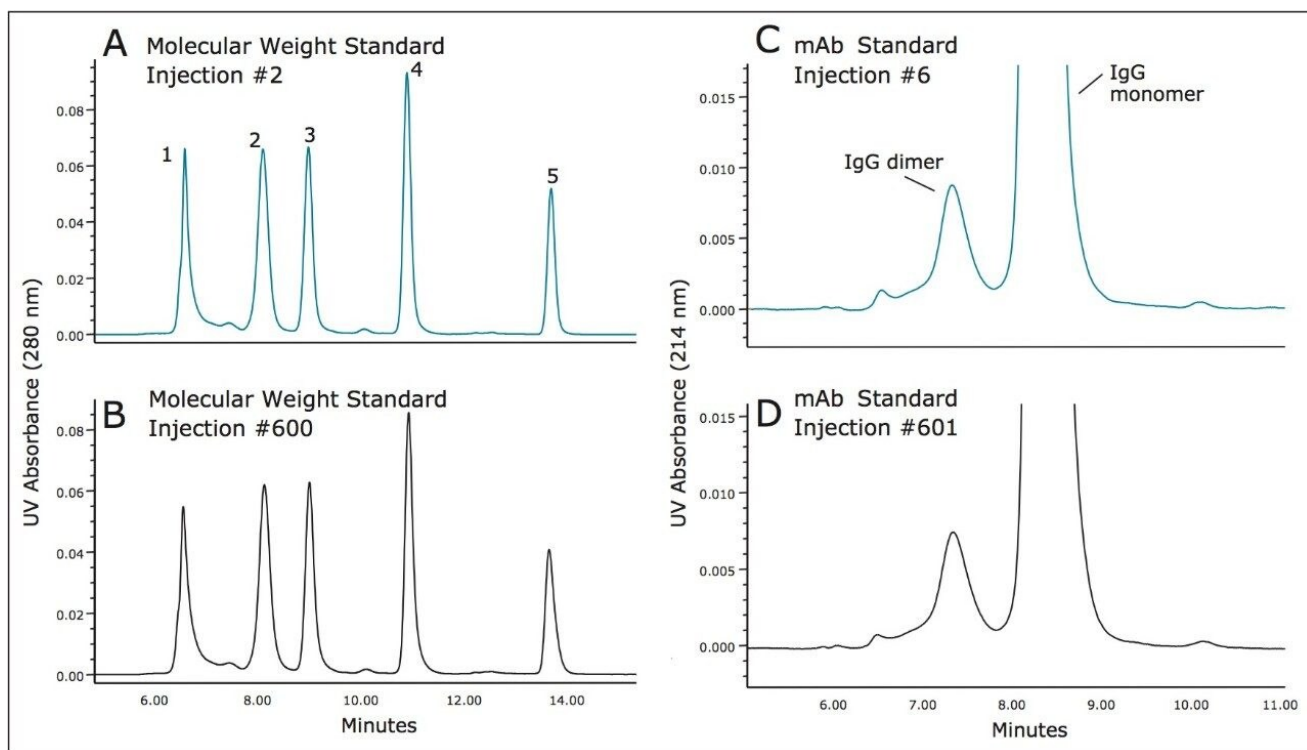 A
Molecular Weight Standard
Injection #2
1
2
3
4
5
0.08
0.06
0.04
0.02
0.00
UV Absorbance (280 nm)
B
Molecular Weight Standard
Injection #600
0.08
0.06
0.04
0.02
0.00
6.00 8.00 10.00 12.00 14.00
Minutes
C
mAb Standard
Injection #6
IgG
monomer
IgG dimer
0.015
0.010
0.005
0.000
UV Absorbance (214 nm)
D
mAb Standard
Injection #601
0.015
0.010
0.005
0.000
6.00 7.00 8.00 9.00 10.00 11.00
Minutes